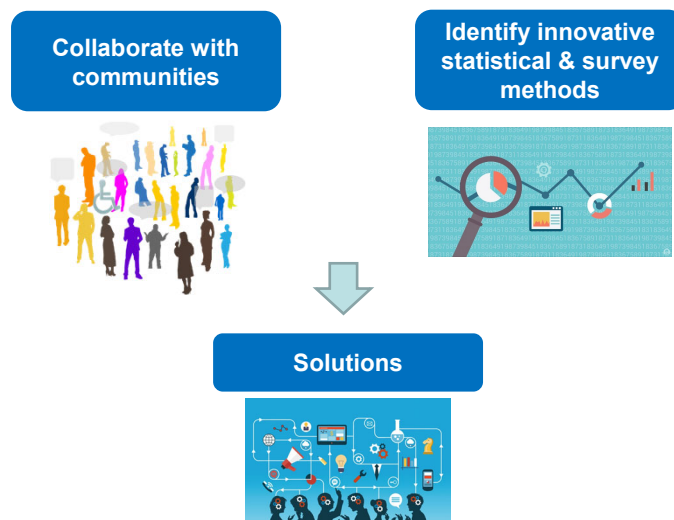 Collaborate with
communities
Identify innovative
statistical & survey
methods
Solutions